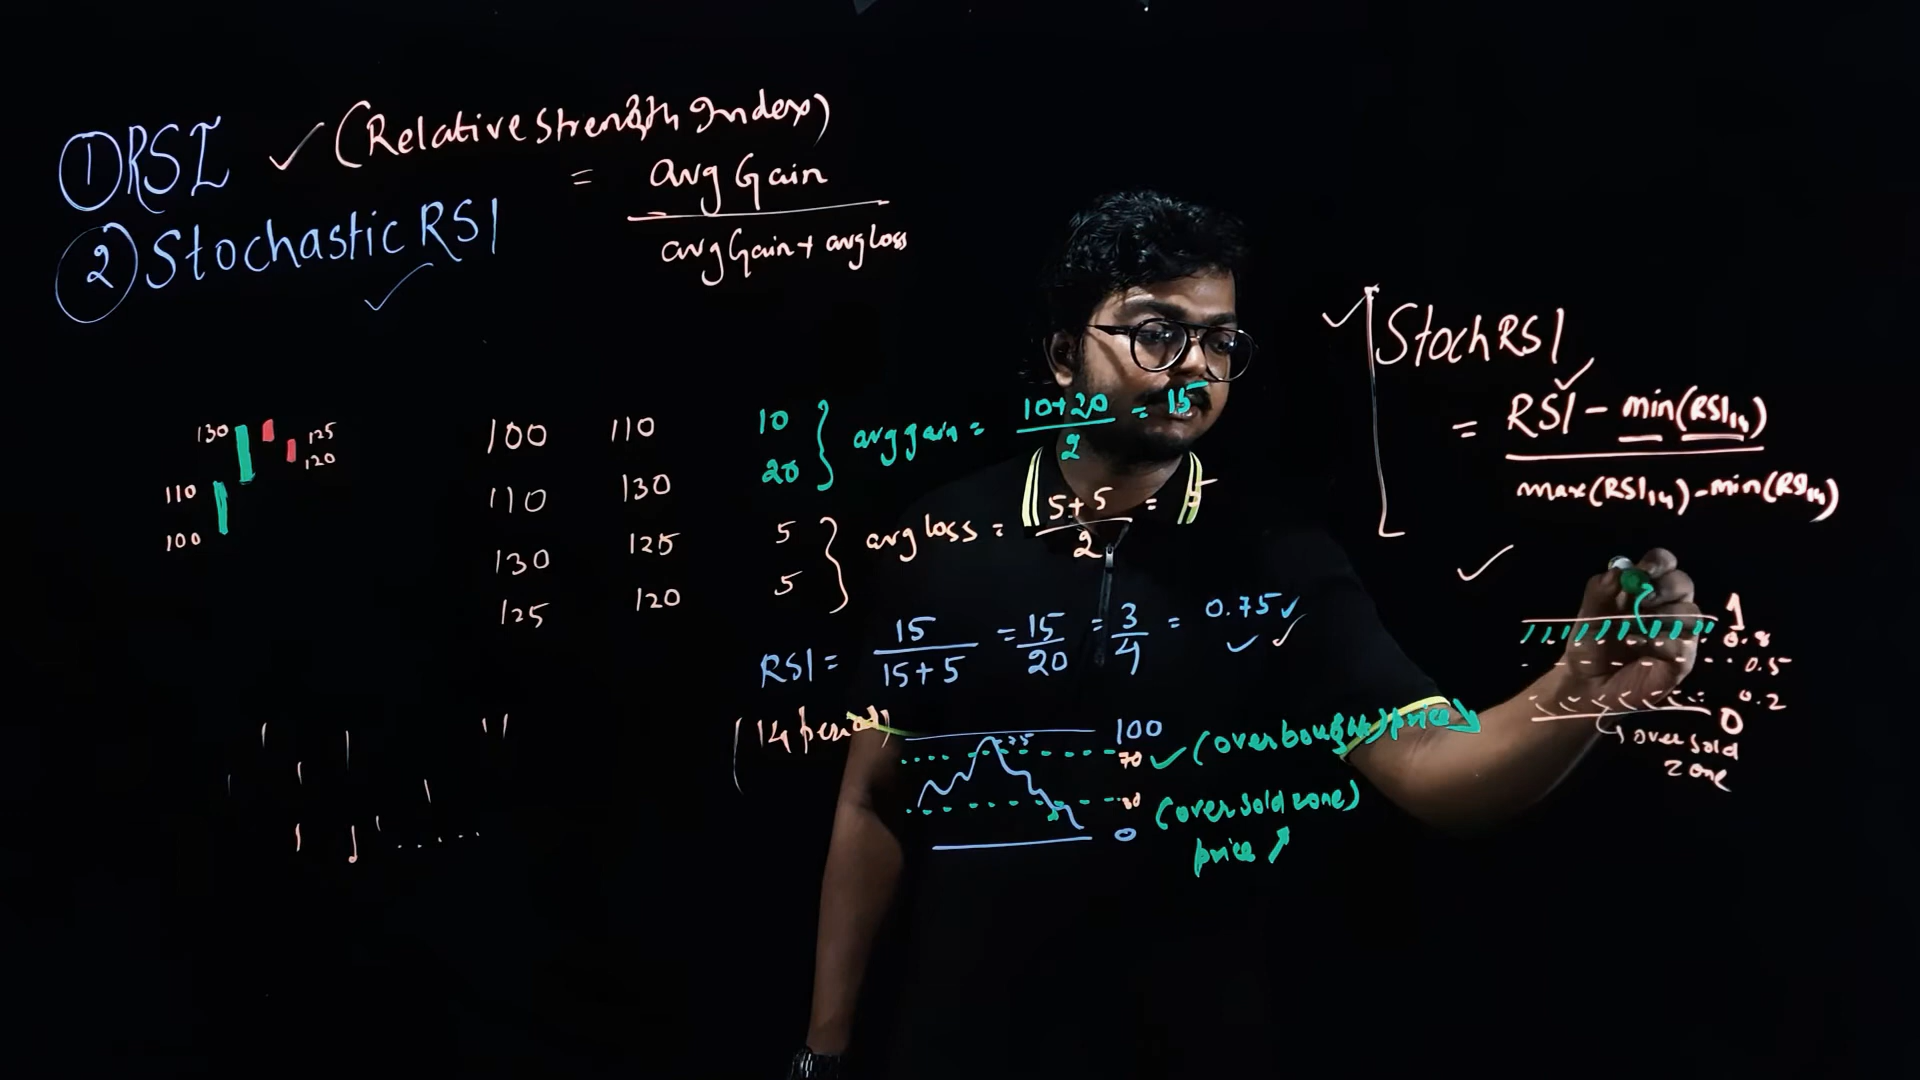 ① RSI ✓ (Relative Strength Index)
= avg Gain
avg Gain + avg loss
② Stochastic RSI
✓
130
125
120
110
100
100 110 10
110 130 20
130 125 5
125 120 5
avg gain = 10+20 = 15
2
avg loss = 5+5 = 5
2
RSI = 15 = 15 = 3 = 0.75 ✓
15+5 20 4
(14 period)
100
75
70 ✓ (over bought) price ↘
30 (over sold zone)
0
price ↗
✓ Stoch RSI
= RSI - min(RSI14)
max(RSI14) - min(RSI14)
✓
1
0.8
0.5
0.2
0
over sold
zone